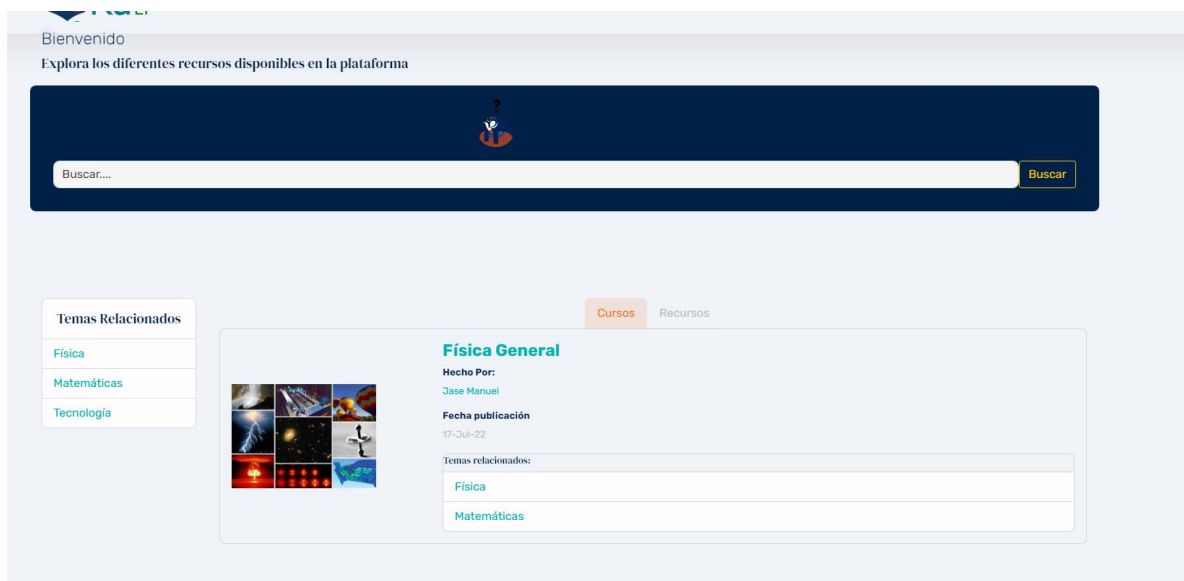 Bienvenido
Explora los diferentes recursos disponibles en la plataforma
?
Buscar....
Buscar
Temas Relacionados
Física
Matemáticas
Tecnología
Cursos
Recursos
Física General
Hecho Por:
Jase Manuel
Fecha publicación
17-Jul-22
Temas relacionados:
Física
Matemáticas